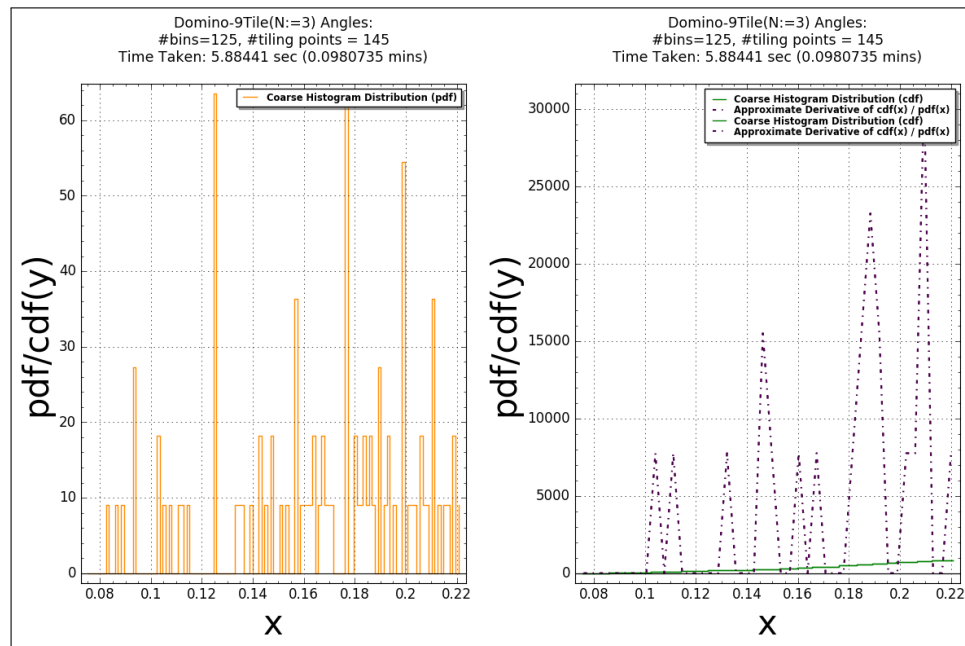 Domino-9Tile(N:=3) Angles:
#bins=125, #tiling points = 145
Time Taken: 5.88441 sec (0.0980735 mins)
Coarse Histogram Distribution (pdf)
pdf/cdf(y)
60
50
40
30
20
10
0
0.08
0.10
0.12
0.14
0.16
0.18
0.20
0.22
x
Domino-9Tile(N:=3) Angles:
#bins=125, #tiling points = 145
Time Taken: 5.88441 sec (0.0980735 mins)
Coarse Histogram Distribution (cdf)
Approximate Derivative of cdf(x) / pdf(x)
Coarse Histogram Distribution (cdf)
Approximate Derivative of cdf(x) / pdf(x)
pdf/cdf(y)
30000
25000
20000
15000
10000
5000
0
0.08
0.1
0.12
0.14
0.16
0.18
0.2
0.22
x